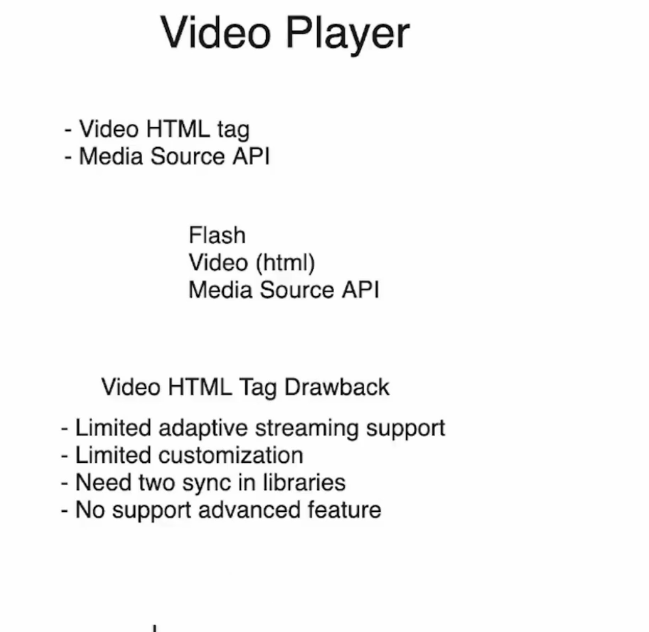 Video Player
- Video HTML tag
- Media Source API
Flash
Video (html)
Media Source API
Video HTML Tag Drawback
- Limited adaptive streaming support
- Limited customization
- Need two sync in libraries
- No support advanced feature